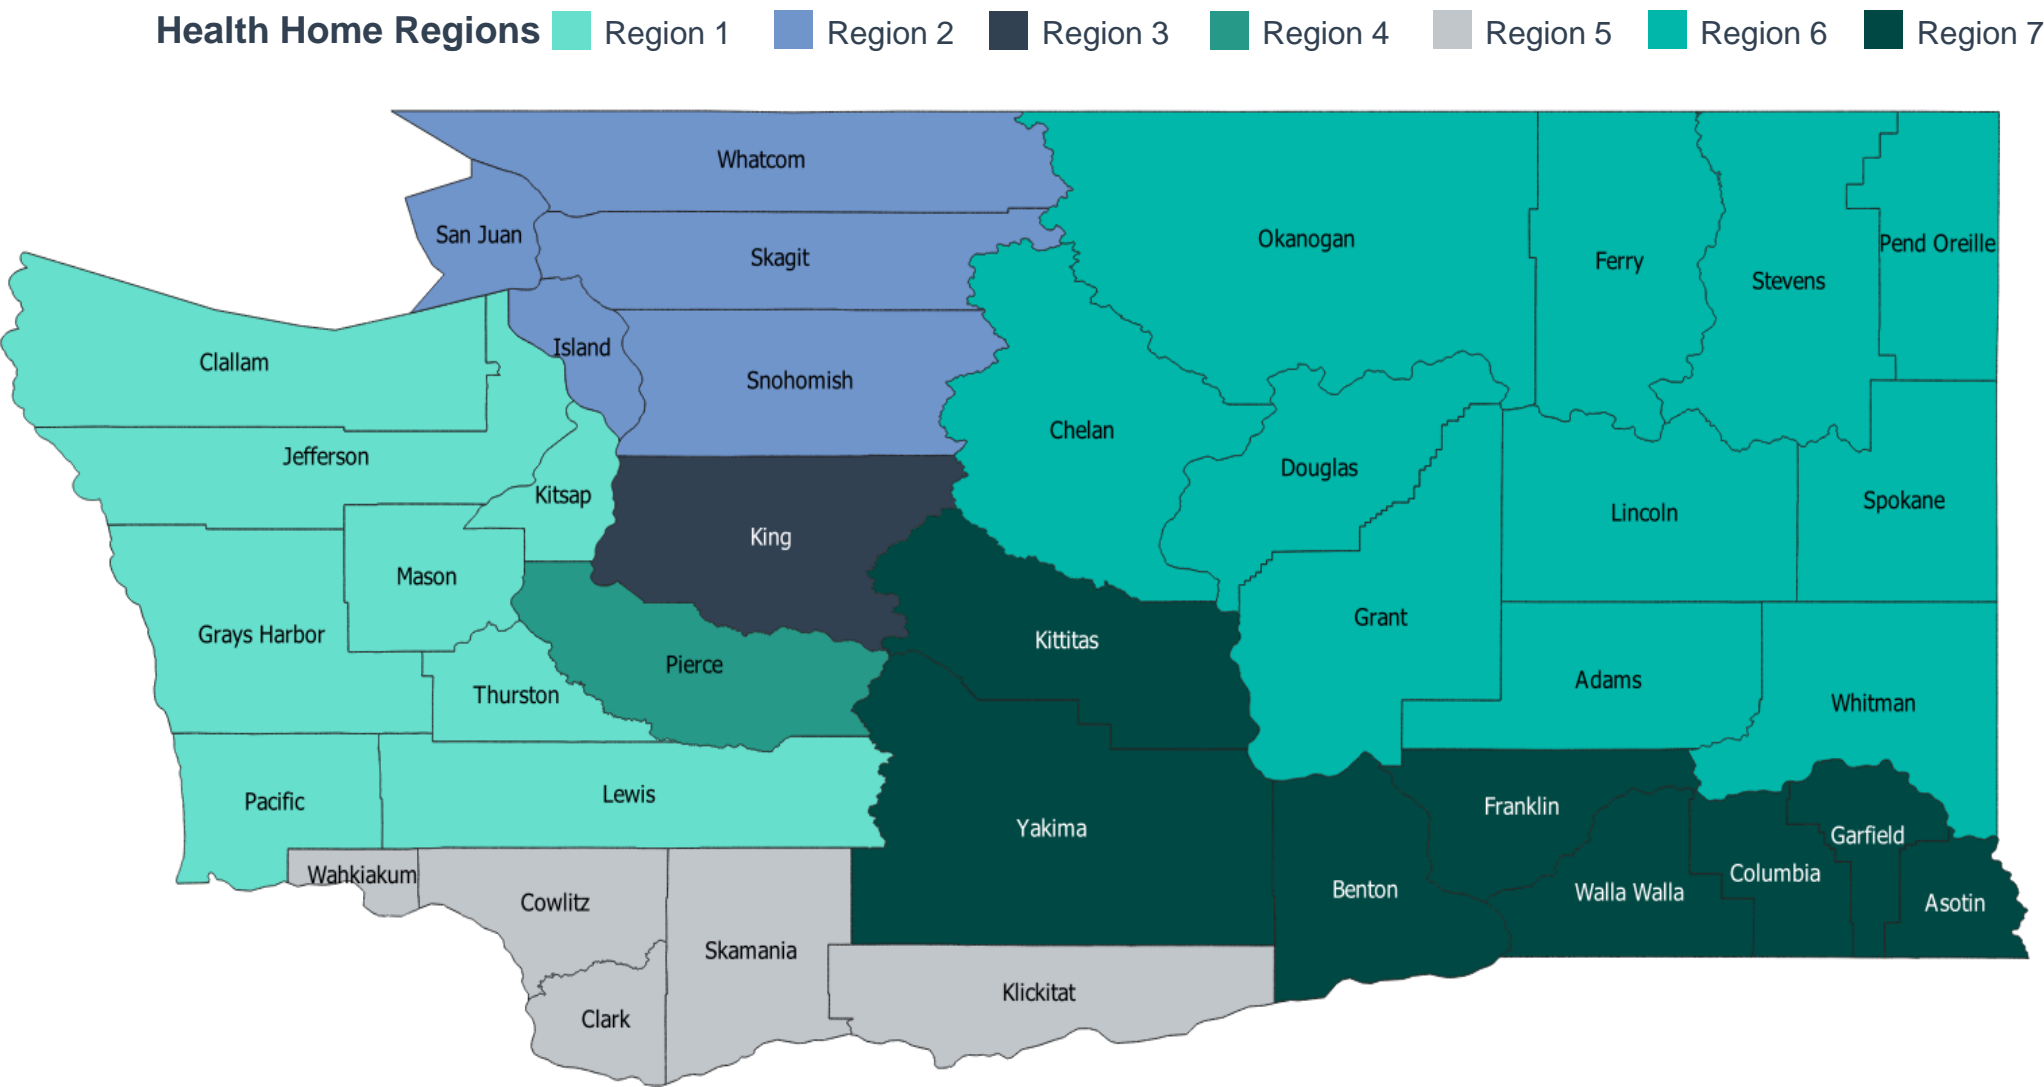 Health Home Regions Region 1 Region 2 Region 3 Region 4 Region 5 Region 6 Region 7
Whatcom
San Juan
Skagit
Okanogan
Ferry
Stevens
Pend Oreille
Clallam
Island
Snohomish
Chelan
Jefferson
Kitsap
Douglas
Lincoln
Spokane
King
Mason
Grays Harbor
Kittitas
Grant
Thurston
Pierce
Adams
Whitman
Pacific
Lewis
Yakima
Franklin
Garfield
Wahkiakum
Cowlitz
Benton
Walla Walla
Columbia
Asotin
Skamania
Klickitat
Clark